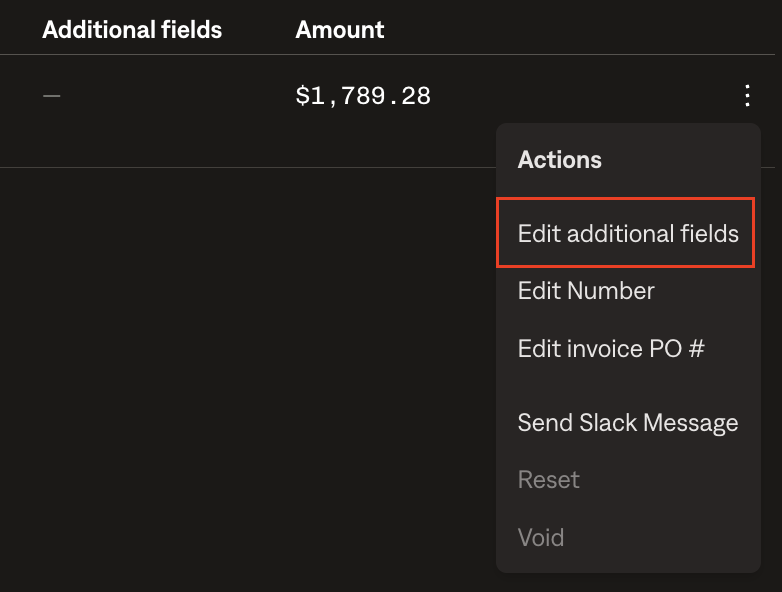 Additional fields Amount
— $1,789.28
Actions
Edit additional fields
Edit Number
Edit invoice PO #
Send Slack Message
Reset
Void